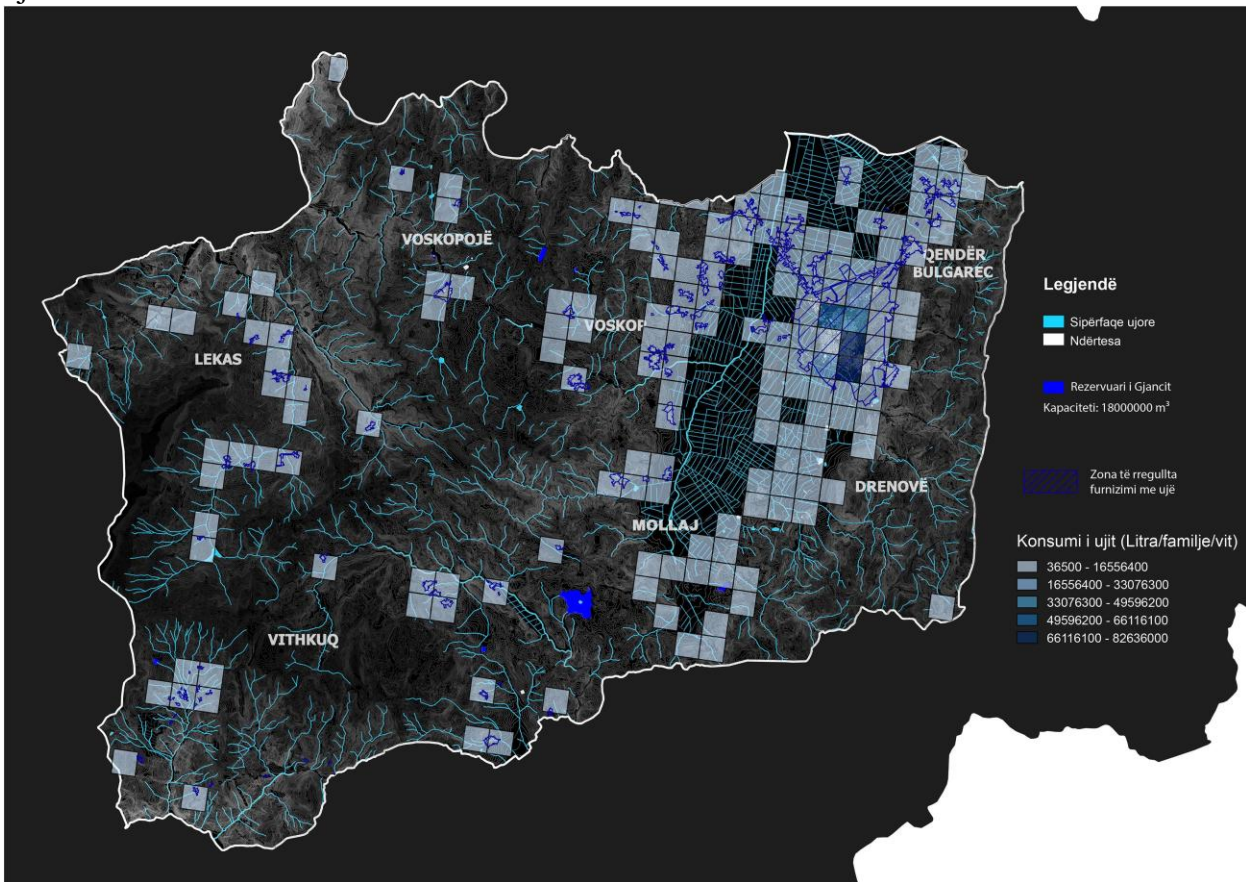 VOSKOPOJË
QENDËR
BULGAREC
VOSKOP
LEKAS
DRENOVË
MOLLAJ
VITHKUQ
Legjendë
Sipërfaqe ujore
Ndërtesa
Rezervuari i Gjancit
Kapaciteti: 18000000 m³
Zona të rregullta
furnizimi me ujë
Konsumi i ujit (Litra/familje/vit)
36500 - 16556400
16556400 - 33076300
33076300 - 49596200
49596200 - 66116100
66116100 - 82636000